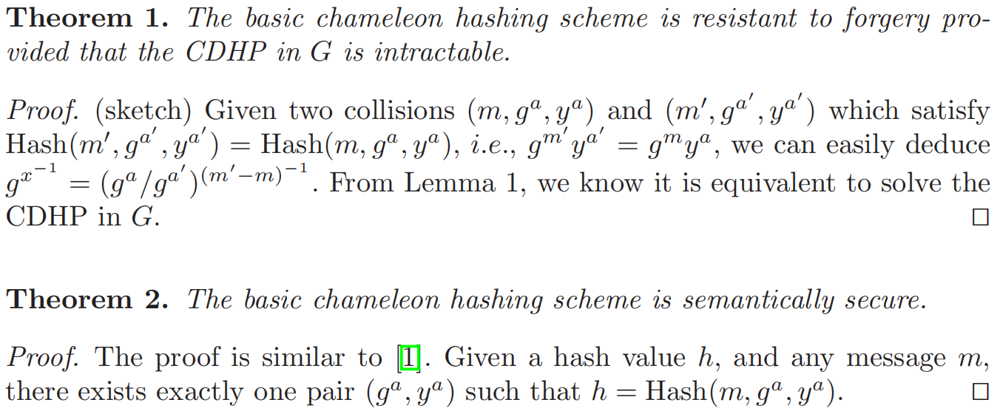 Theorem 1. The basic chameleon hashing scheme is resistant to forgery pro-
vided that the CDHP in G is intractable.
Proof. (sketch) Given two collisions (m, g^a, y^a) and (m′, g^{a′}, y^{a′}) which satisfy
Hash(m′, g^{a′}, y^{a′}) = Hash(m, g^a, y^a), i.e., g^{m′}y^{a′} = g^m y^a, we can easily deduce
g^{x^{−1}} = (g^a/g^{a′})^{(m′−m)^{−1}}. From Lemma 1, we know it is equivalent to solve the
CDHP in G. □
Theorem 2. The basic chameleon hashing scheme is semantically secure.
Proof. The proof is similar to [1]. Given a hash value h, and any message m,
there exists exactly one pair (g^a, y^a) such that h = Hash(m, g^a, y^a). □